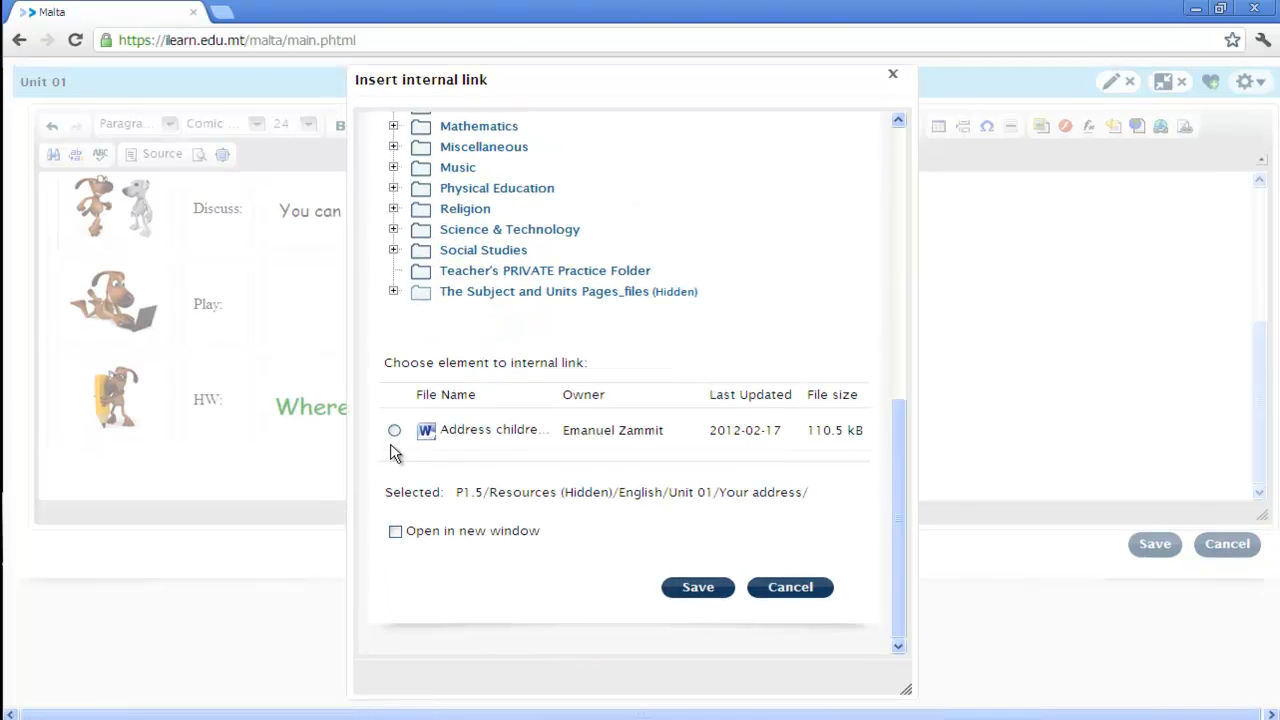 Malta
https://ilearn.edu.mt/malta/main.phtml
Unit 01
Insert internal link
Paragra...
Comic ...
24
B
Source
Discuss:
You can
Play:
HW:
Where
Mathematics
Miscellaneous
Music
Physical Education
Religion
Science & Technology
Social Studies
Teacher's PRIVATE Practice Folder
The Subject and Units Pages_files (Hidden)
Choose element to internal link:
File Name Owner Last Updated File size
Address childre... Emanuel Zammit 2012-02-17 110.5 kB
Selected: P1.5/Resources (Hidden)/English/Unit 01/Your address/
Open in new window
Save Cancel
Save Cancel